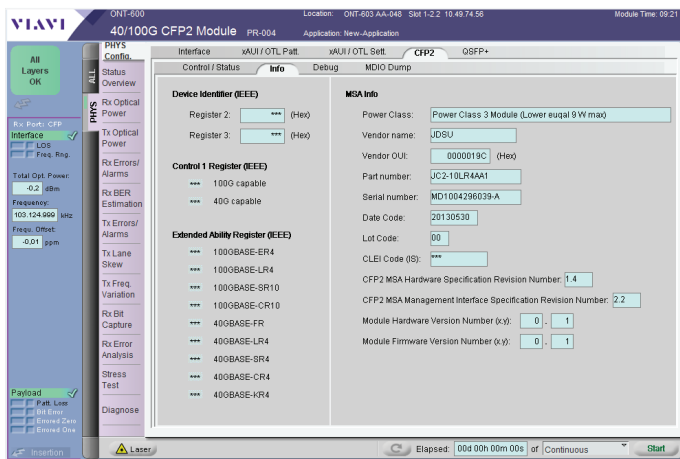 VIAVI
ONT-600
Location: ONT-603 AA-048 Slot 1-2.2 10.49.74.56
Module Time: 09:21
40/100G CFP2 Module PR-004
Application: New-Application
All
Layers
OK
Rx Port: CFP
Interface
LOS
Freq. Rng.
Total Opt. Power:
-0,2 dBm
Frequency:
103.124.999 kHz
Frequ. Offset:
-0,01 ppm
Payload
Patt. Loss
Bit Error
Errored Zero
Errored One
Insertion
ALL
PHYS
PHYS
Config.
Status
Overview
Rx Optical
Power
Tx Optical
Power
Rx Errors/
Alarms
Rx BER
Estimation
Tx Errors/
Alarms
Tx Lane
Skew
Tx Freq.
Variation
Rx Bit
Capture
Rx Error
Analysis
Stress
Test
Diagnose
Interface
xAUI / OTL Patt.
xAUI / OTL Sett.
CFP2
QSFP+
Control / Status
Info
Debug
MDIO Dump
Device Identifier (IEEE)
Register 2: *** (Hex)
Register 3: *** (Hex)
Control 1 Register (IEEE)
*** 100G capable
*** 40G capable
Extended Ability Register (IEEE)
*** 100GBASE-ER4
*** 100GBASE-LR4
*** 100GBASE-SR10
*** 100GBASE-CR10
*** 40GBASE-FR
*** 40GBASE-LR4
*** 40GBASE-SR4
*** 40GBASE-CR4
*** 40GBASE-KR4
MSA Info
Power Class: Power Class 3 Module (Lower euqal 9 W max)
Vendor name: JDSU
Vendor OUI: 0000019C (Hex)
Part number: JC2-10LR4AA1
Serial number: MD1004296039-A
Date Code: 20130530
Lot Code: 00
CLEI Code (IS): ***
CFP2 MSA Hardware Specification Revision Number: 1.4
CFP2 MSA Management Interface Specification Revision Number: 2.2
Module Hardware Version Number (x.y): 0 . 1
Module Firmware Version Number (x.y): 0 . 1
Laser
Elapsed: 00d 00h 00m 00s of Continuous
Start